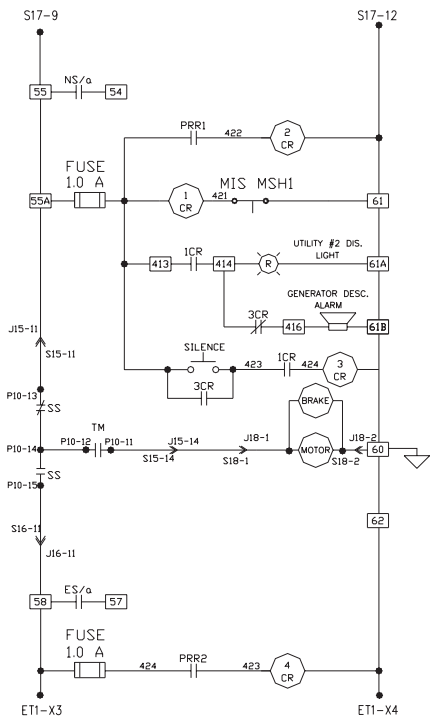 S17-9 S17-12
55 NS/a 54
PRR1
422 2 CR
FUSE
1.0 A
MIS MSH1
55A 1 CR 421 61
UTILITY #2 DIS.
LIGHT
413 1CR 414 R 61A
GENERATOR DESC.
ALARM
3CR
416 61B
J15-11
S15-11
SILENCE
423 1CR 424 3 CR
3CR
P10-13 SS
BRAKE
TM
P10-14 P10-12 P10-11 J15-14 J18-1 J18-2
S15-14 S18-1 MOTOR S18-2 60
SS
P10-15
S16-11
J16-11
62
58 ES/a 57
FUSE
1.0 A
424 PRR2 423 4 CR
ET1-X3 ET1-X4